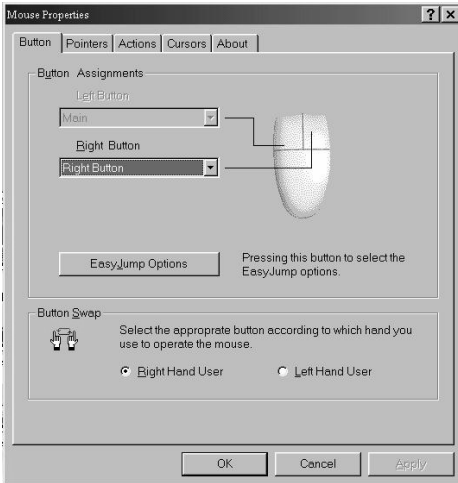 Mouse Properties
? ×
Button Pointers Actions Cursors About
Button Assignments
Left Button
Main
Right Button
Right Button
EasyJump Options
Pressing this button to select the
EasyJump options.
Button Swap
Select the approprate button according to which hand you
use to operate the mouse.
Right Hand User Left Hand User
OK Cancel Apply